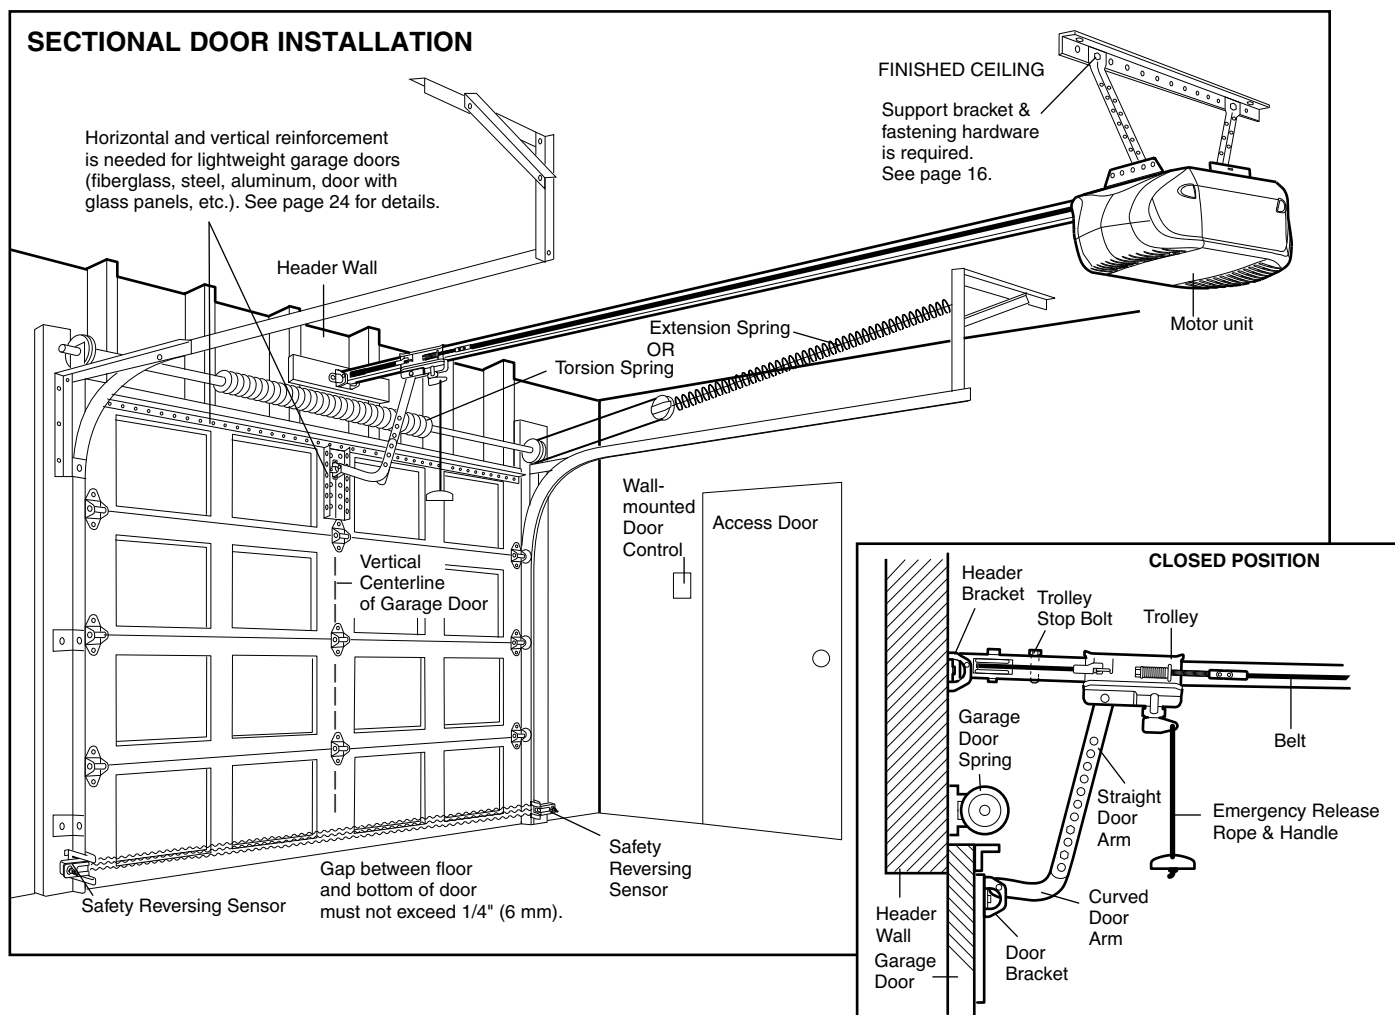 SECTIONAL DOOR INSTALLATION
FINISHED CEILING
Support bracket &
fastening hardware
is required.
See page 16.
Horizontal and vertical reinforcement
is needed for lightweight garage doors
(fiberglass, steel, aluminum, door with
glass panels, etc.). See page 24 for details.
Header Wall
Motor unit
Extension Spring
OR
Torsion Spring
Wall-
mounted
Door
Control
Access Door
Vertical
Centerline
of Garage Door
Safety
Reversing
Sensor
Gap between floor
and bottom of door
must not exceed 1/4" (6 mm).
Safety Reversing Sensor
CLOSED POSITION
Header
Bracket
Trolley
Stop Bolt
Trolley
Garage
Door
Spring
Belt
Straight
Door
Arm
Emergency Release
Rope & Handle
Curved
Door
Arm
Header
Wall
Garage
Door
Door
Bracket